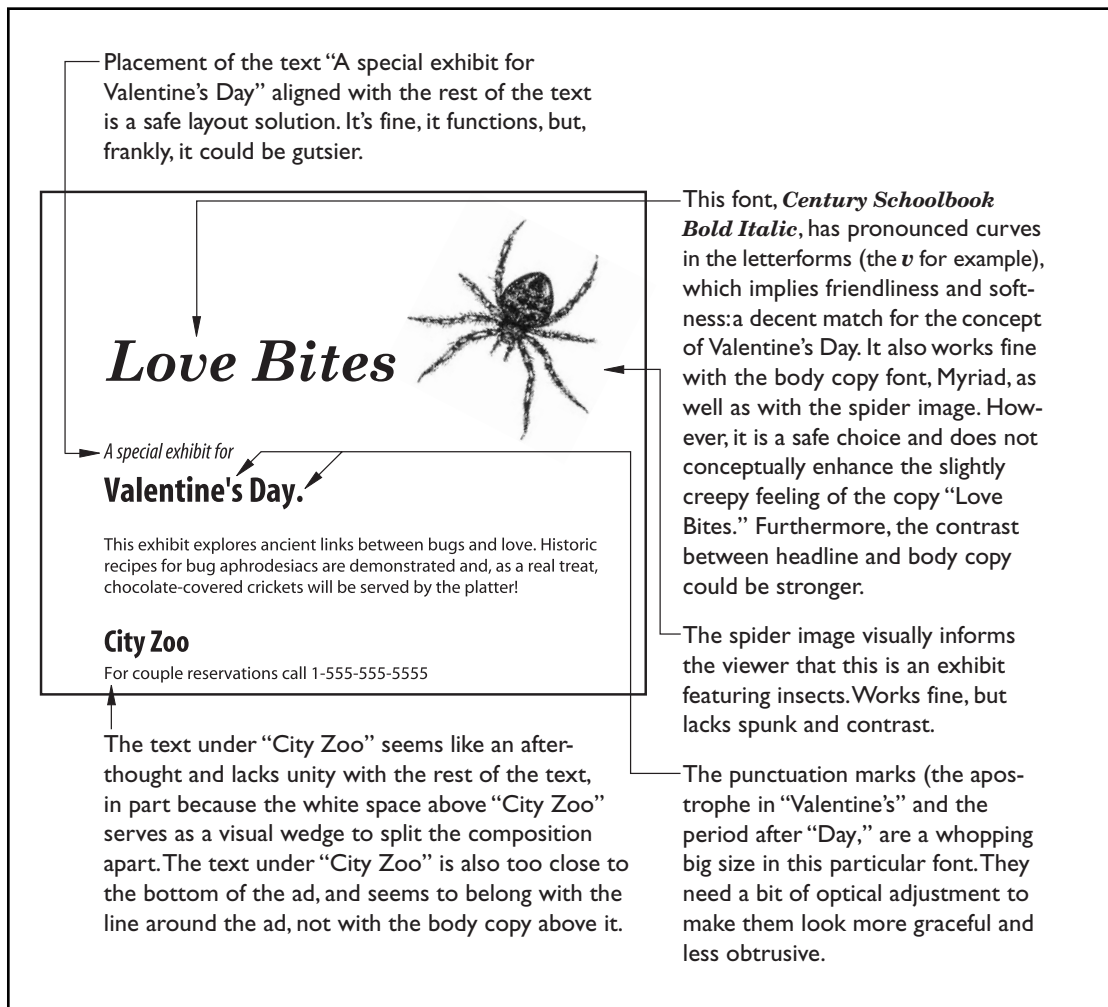 Placement of the text “A special exhibit for
Valentine’s Day” aligned with the rest of the text
is a safe layout solution. It’s fine, it functions, but,
frankly, it could be gutsier.
Love Bites
A special exhibit for
Valentine's Day.
This exhibit explores ancient links between bugs and love. Historic
recipes for bug aphrodesiacs are demonstrated and, as a real treat,
chocolate-covered crickets will be served by the platter!
City Zoo
For couple reservations call 1-555-555-5555
This font, Century Schoolbook
Bold Italic, has pronounced curves
in the letterforms (the v for example),
which implies friendliness and soft-
ness: a decent match for the concept
of Valentine’s Day. It also works fine
with the body copy font, Myriad, as
well as with the spider image. How-
ever, it is a safe choice and does not
conceptually enhance the slightly
creepy feeling of the copy “Love
Bites.” Furthermore, the contrast
between headline and body copy
could be stronger.
The spider image visually informs
the viewer that this is an exhibit
featuring insects. Works fine, but
lacks spunk and contrast.
The text under “City Zoo” seems like an after-
thought and lacks unity with the rest of the text,
in part because the white space above “City Zoo”
serves as a visual wedge to split the composition
apart. The text under “City Zoo” is also too close to
the bottom of the ad, and seems to belong with the
line around the ad, not with the body copy above it.
The punctuation marks (the apos-
trophe in “Valentine’s” and the
period after “Day,” are a whopping
big size in this particular font. They
need a bit of optical adjustment to
make them look more graceful and
less obtrusive.